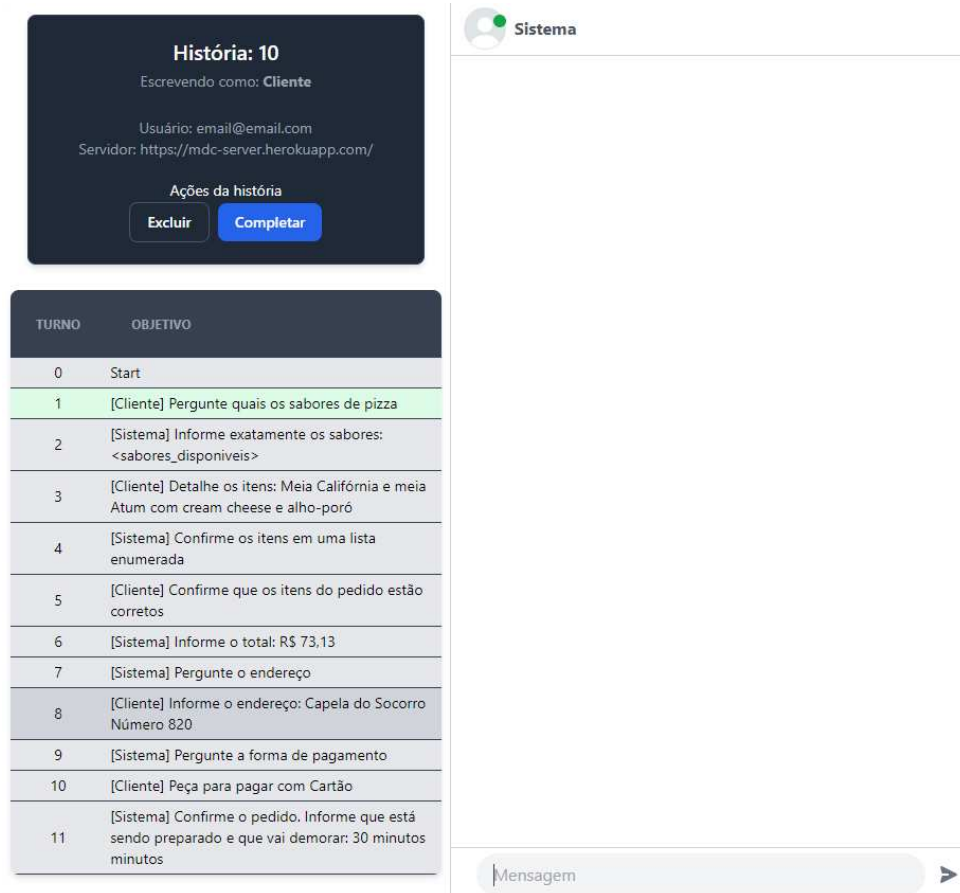 História: 10
Escrevendo como: Cliente
Usuário: email@email.com
Servidor: https://mdc-server.herokuapp.com/
Ações da história
Excluir
Completar
TURNO OBJETIVO
0 Start
1 [Cliente] Pergunte quais os sabores de pizza
2 [Sistema] Informe exatamente os sabores:
<sabores_disponiveis>
3 [Cliente] Detalhe os itens: Meia Califórnia e meia
Atum com cream cheese e alho-poró
4 [Sistema] Confirme os itens em uma lista
enumerada
5 [Cliente] Confirme que os itens do pedido estão
corretos
6 [Sistema] Informe o total: R$ 73,13
7 [Sistema] Pergunte o endereço
8 [Cliente] Informe o endereço: Capela do Socorro
Número 820
9 [Sistema] Pergunte a forma de pagamento
10 [Cliente] Peça para pagar com Cartão
11 [Sistema] Confirme o pedido. Informe que está
sendo preparado e que vai demorar: 30 minutos
minutos
Sistema
Mensagem